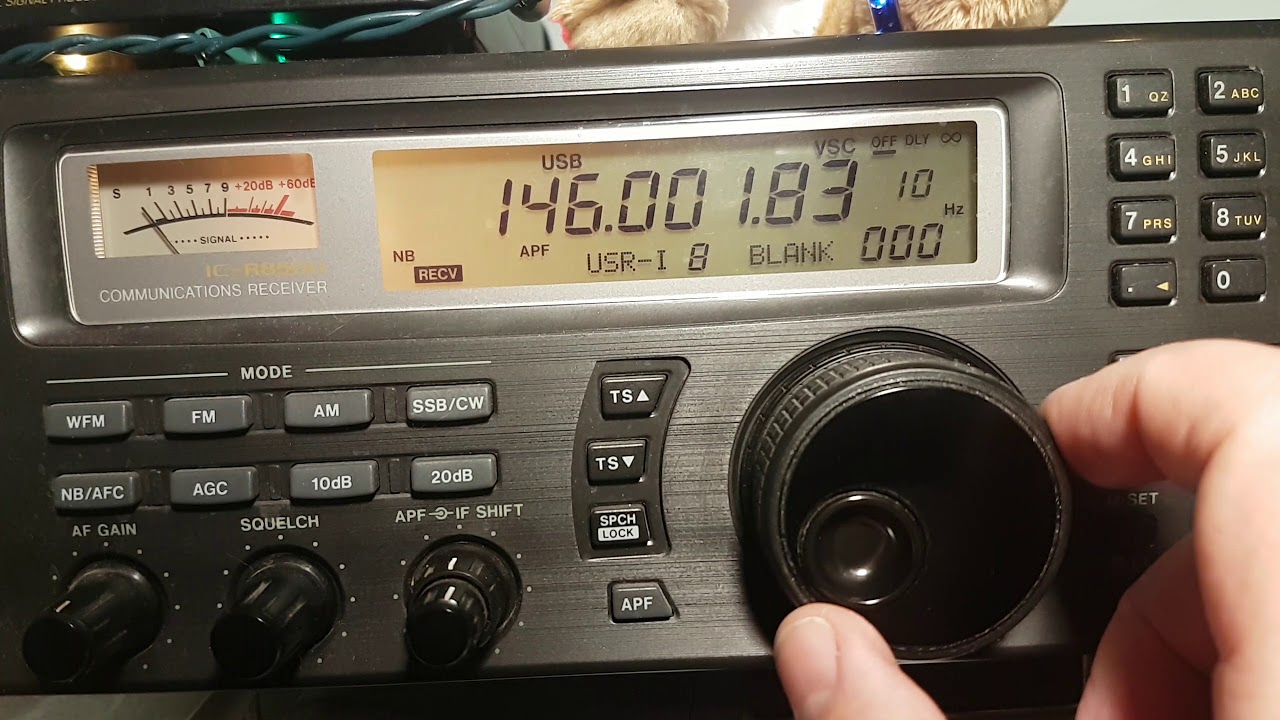 SIGNAL
1 QZ
2 ABC
S 1 3 5 7 9 +20dB +60dB
SIGNAL
IC-R8500
COMMUNICATIONS RECEIVER
USB
VSC OFF DLY ∞
146.001.83 10
Hz
NB
RECV
APF
USR-I 8 BLANK 000
4 GHI
5 JKL
7 PRS
8 TUV
. ◄
0
MODE
WFM
FM
AM
SSB/CW
NB/AFC
AGC
10dB
20dB
TS▲
TS▼
SPCH
LOCK
APF
AF GAIN
SQUELCH
APF IF SHIFT
SET